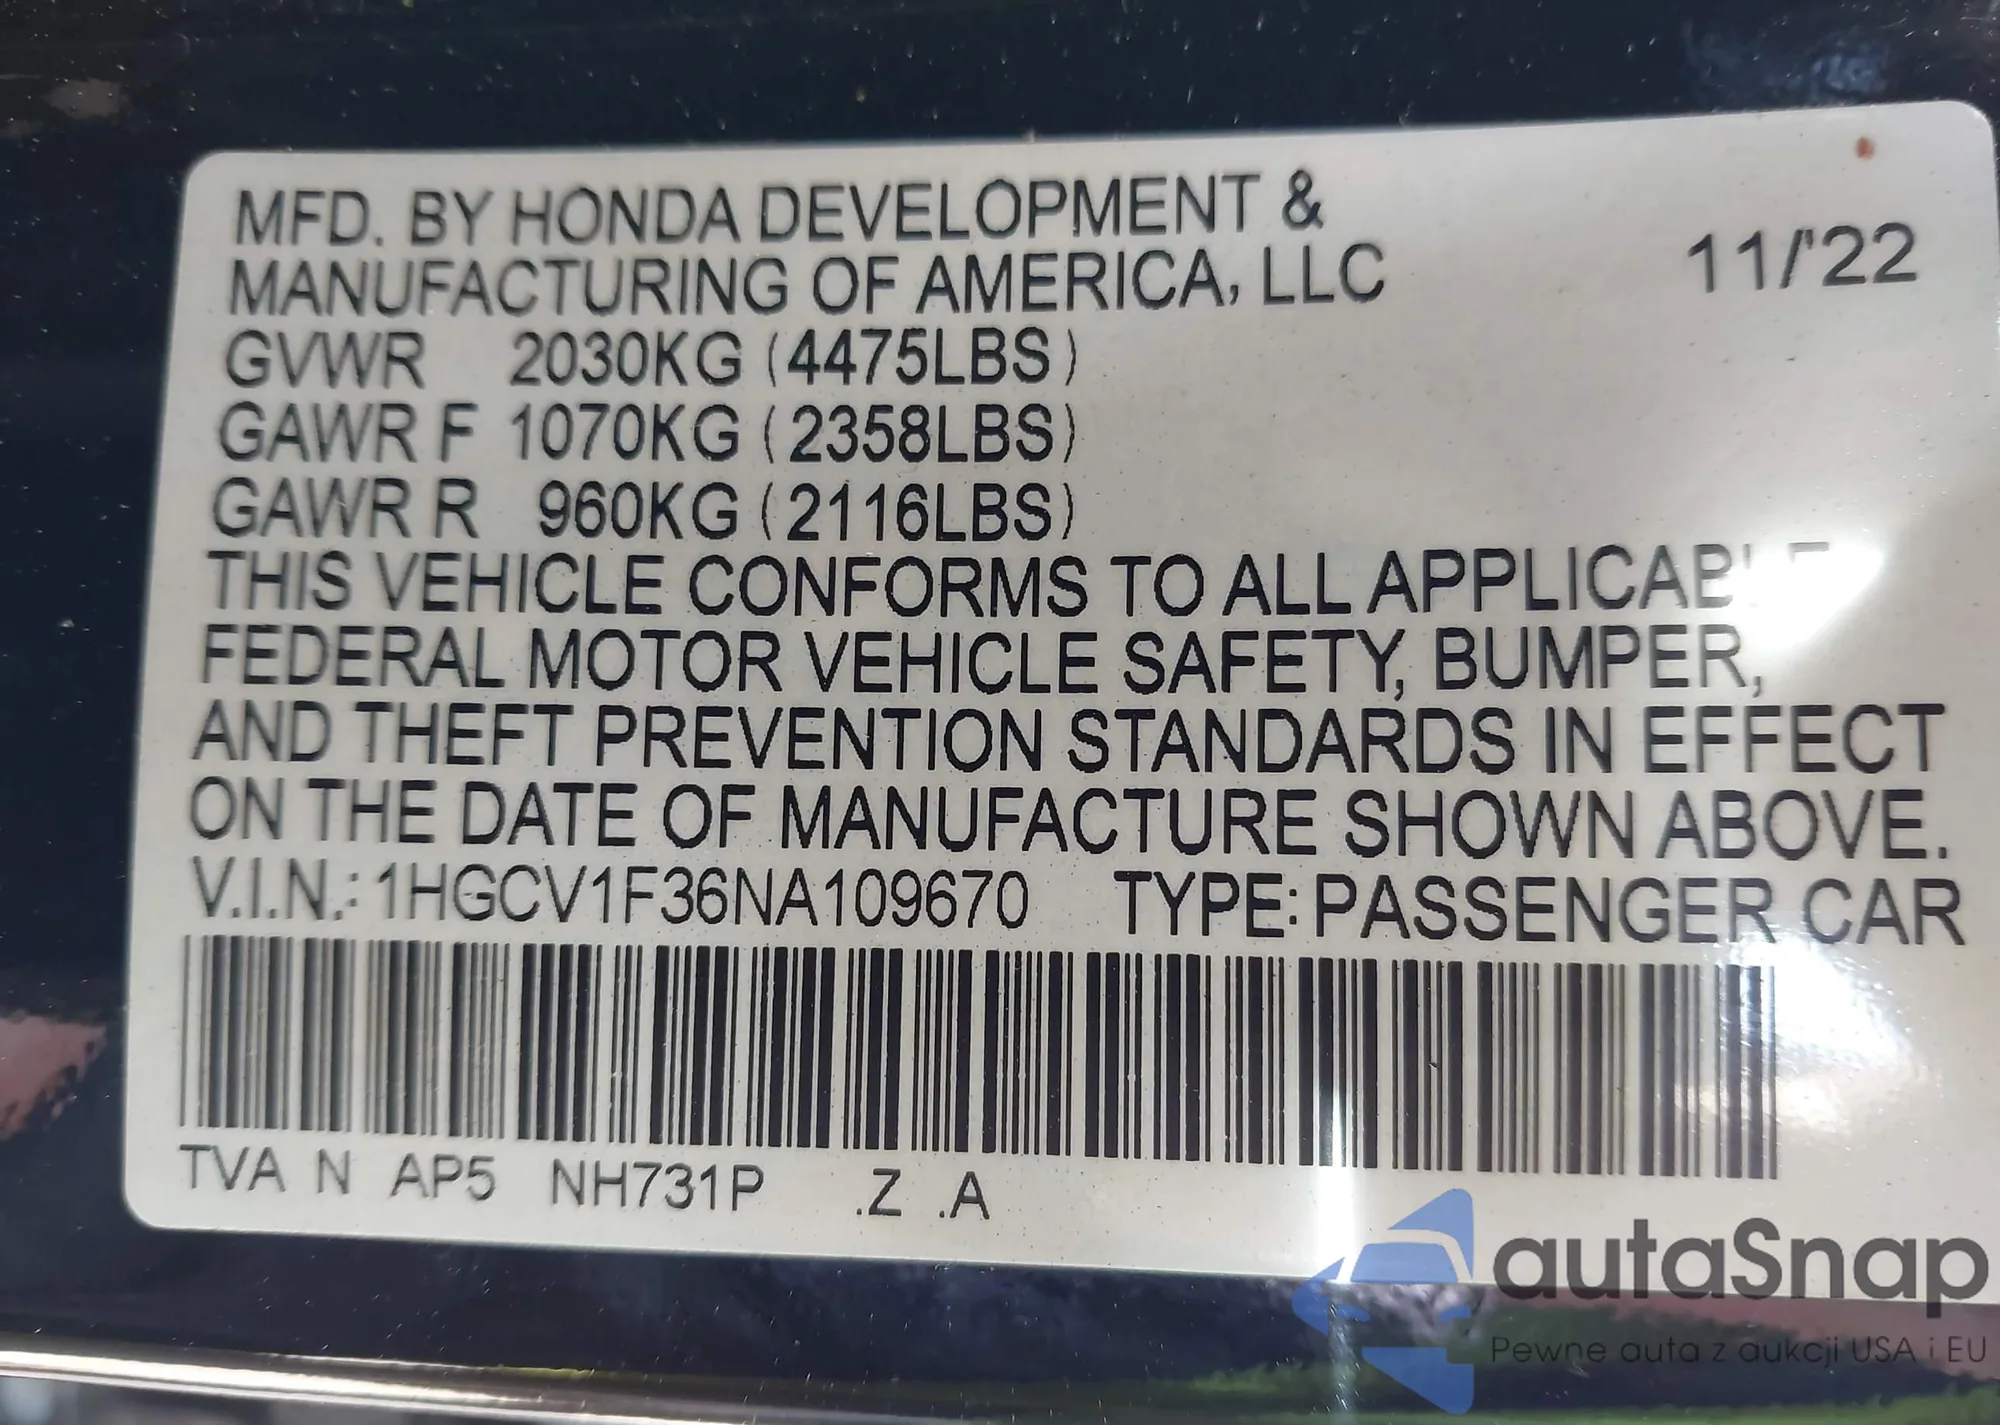 MFD. BY HONDA DEVELOPMENT &
MANUFACTURING OF AMERICA, LLC 11/'22
GVWR 2030KG (4475LBS)
GAWR F 1070KG (2358LBS)
GAWR R 960KG (2116LBS)
THIS VEHICLE CONFORMS TO ALL APPLICABLE
FEDERAL MOTOR VEHICLE SAFETY, BUMPER,
AND THEFT PREVENTION STANDARDS IN EFFECT
ON THE DATE OF MANUFACTURE SHOWN ABOVE.
V.I.N.: 1HGCV1F36NA109670 TYPE: PASSENGER CAR
TVA N AP5 NH731P .Z .A
autaSnap
Pewne auta z aukcji USA i EU